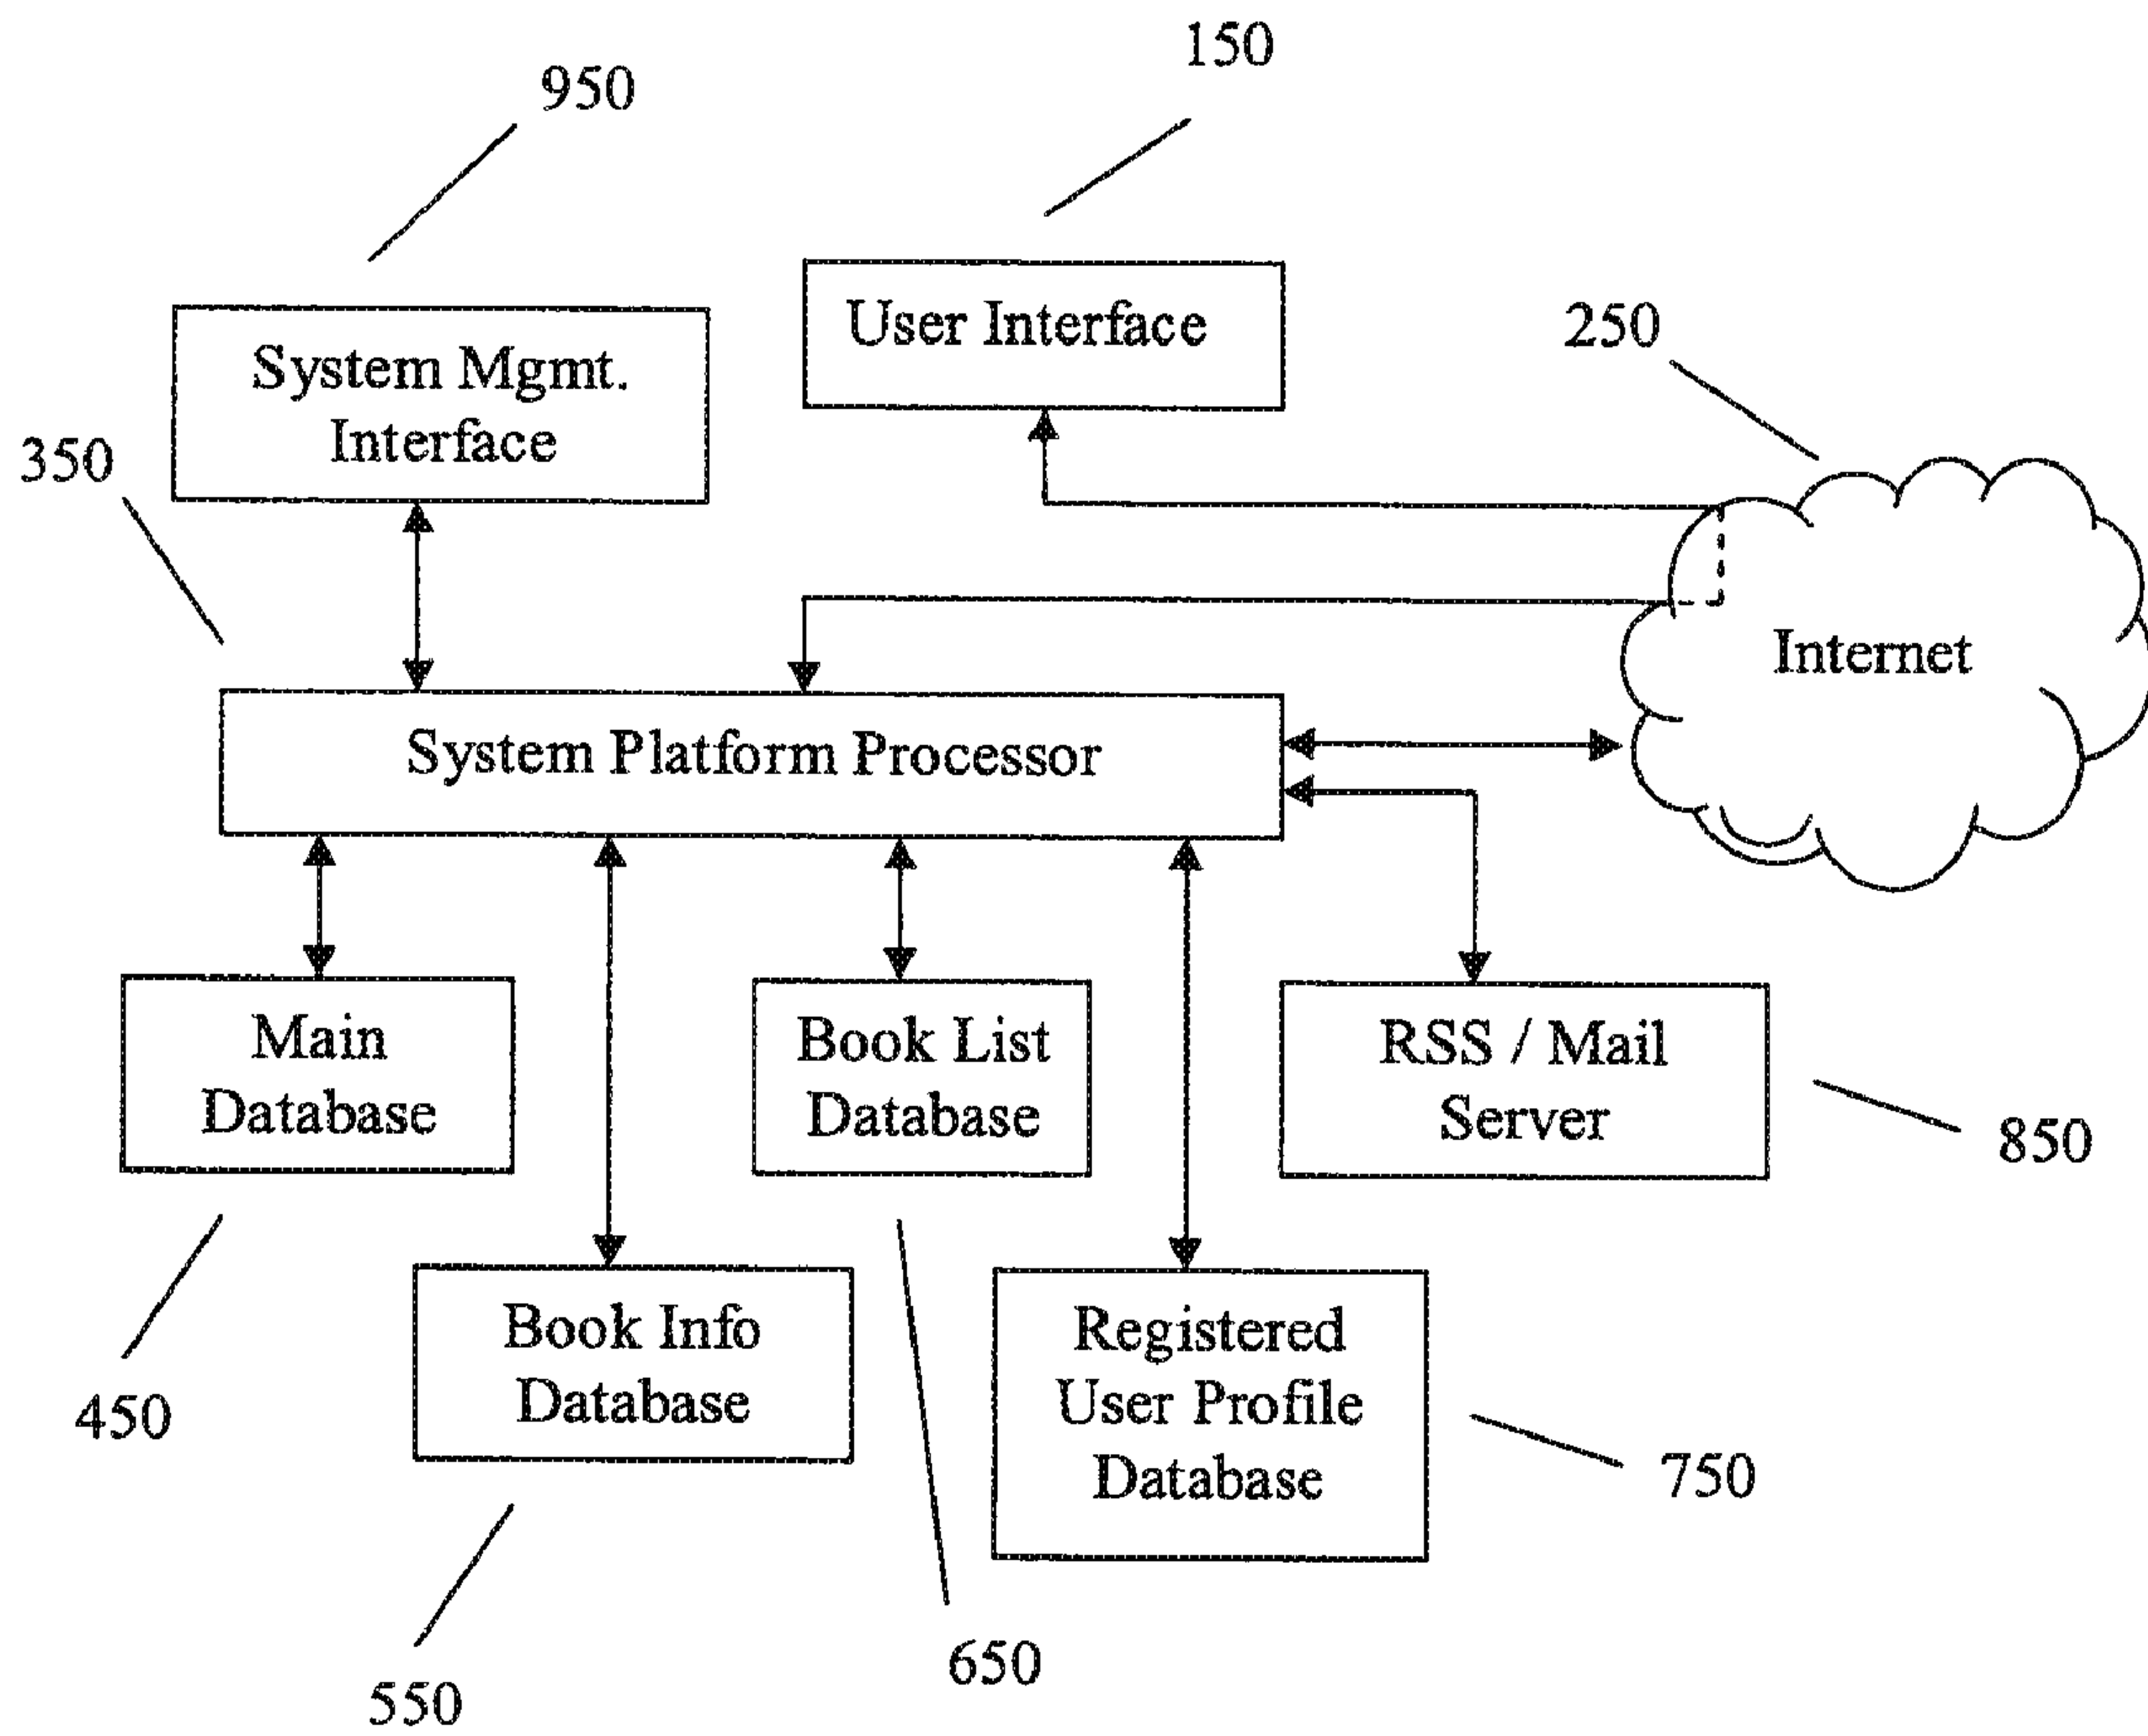 150
950
User Interface
250
System Mgmt.
Interface
350
Internet
System Platform Processor
Main
Database
Book List
Database
RSS / Mail
Server
850
Book Info
Database
Registered
User Profile
Database
450
750
650
550